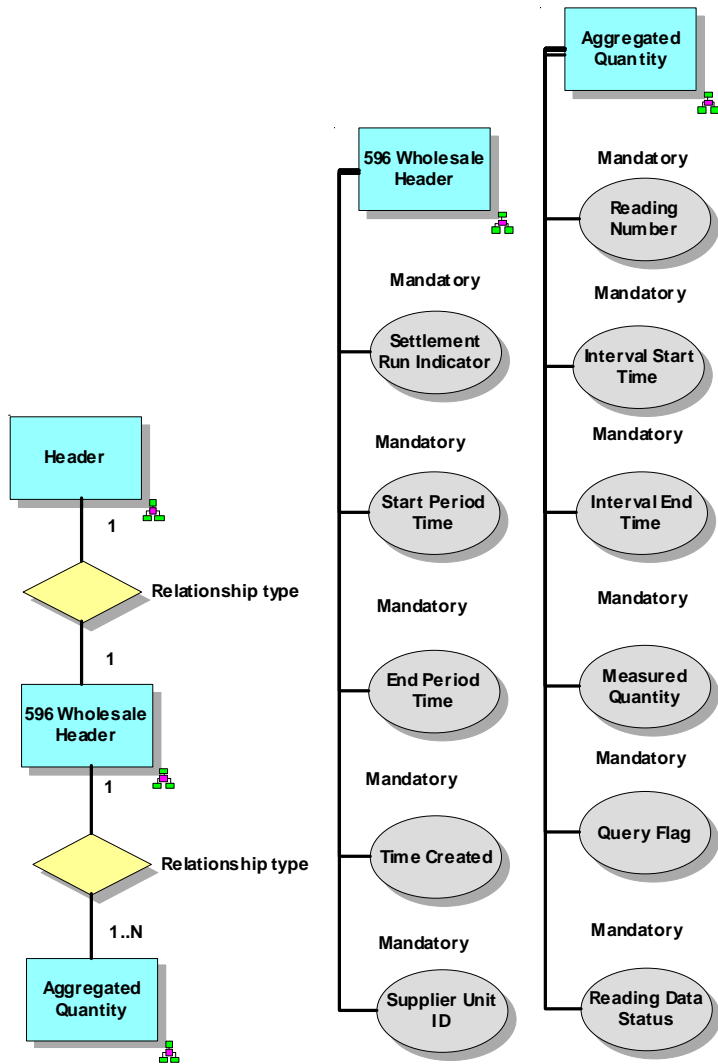 Header
1
Relationship type
1
596 Wholesale
Header
1
Relationship type
1..N
Aggregated
Quantity
596 Wholesale
Header
Mandatory
Settlement
Run Indicator
Mandatory
Start Period
Time
Mandatory
End Period
Time
Mandatory
Time Created
Mandatory
Supplier Unit
ID
Aggregated
Quantity
Mandatory
Reading
Number
Mandatory
Interval Start
Time
Mandatory
Interval End
Time
Mandatory
Measured
Quantity
Mandatory
Query Flag
Mandatory
Reading Data
Status